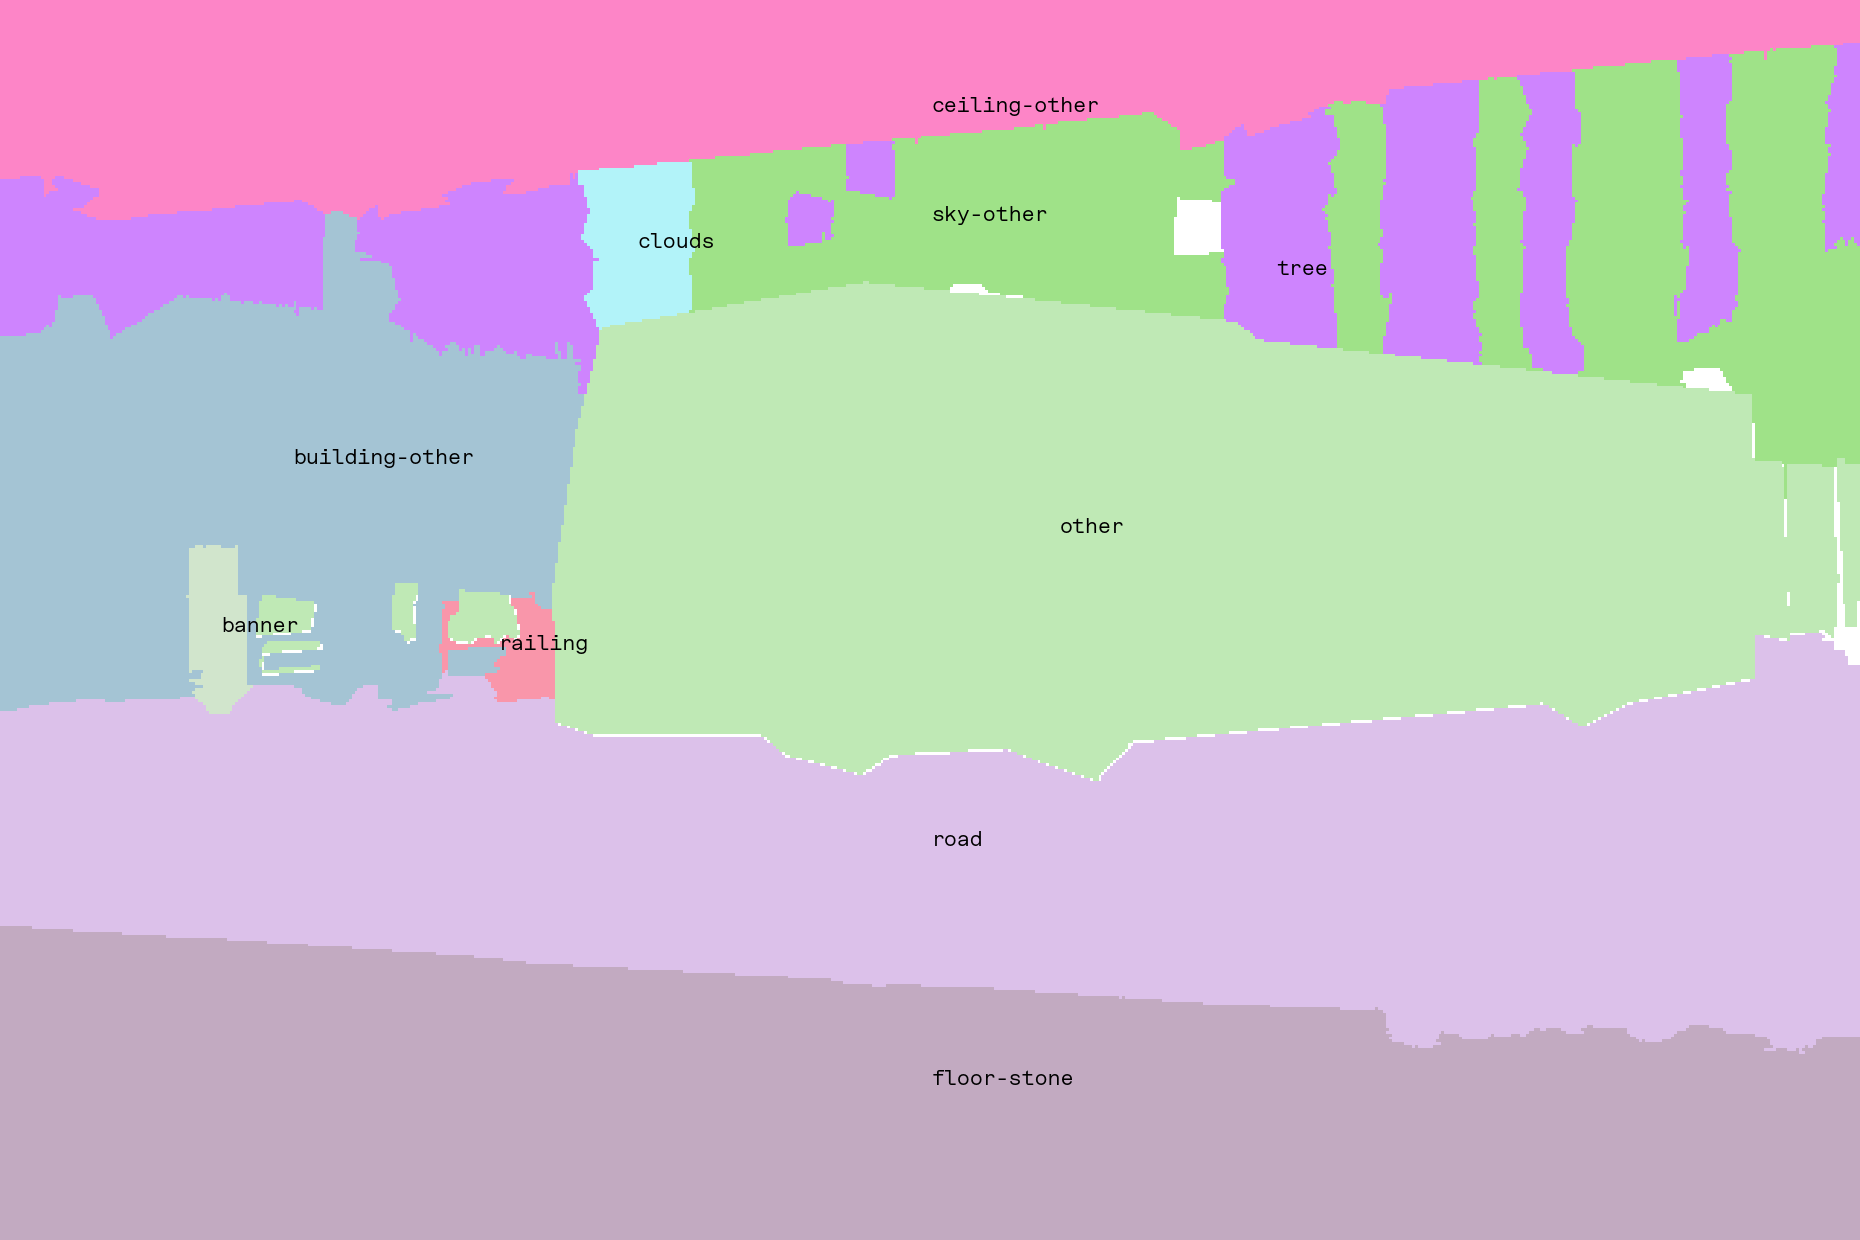 ceiling-other
sky-other
clouds
tree
building-other
other
banner
railing
road
floor-stone